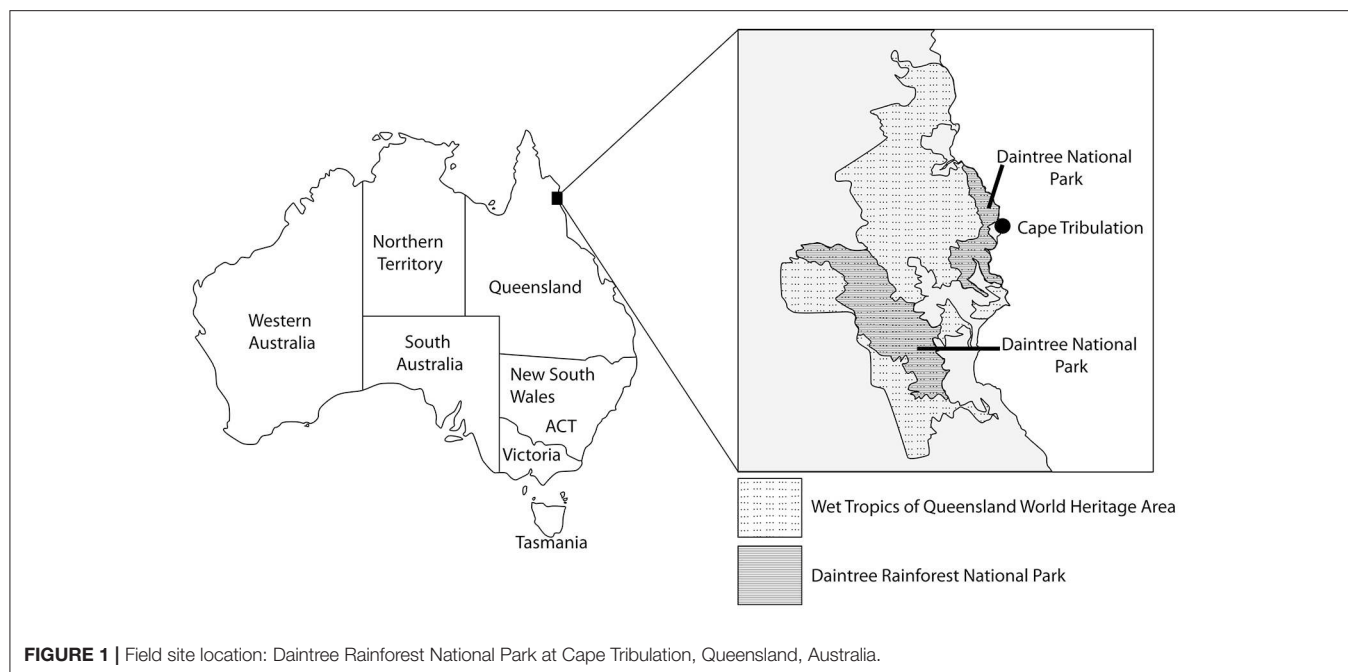 Northern
Territory
Queensland
Western
Australia
South
Australia
New South
Wales
ACT
Victoria
Tasmania
Daintree National
Park
Cape Tribulation
Daintree National
Park
Wet Tropics of Queensland World Heritage Area
Daintree Rainforest National Park
FIGURE 1 | Field site location: Daintree Rainforest National Park at Cape Tribulation, Queensland, Australia.